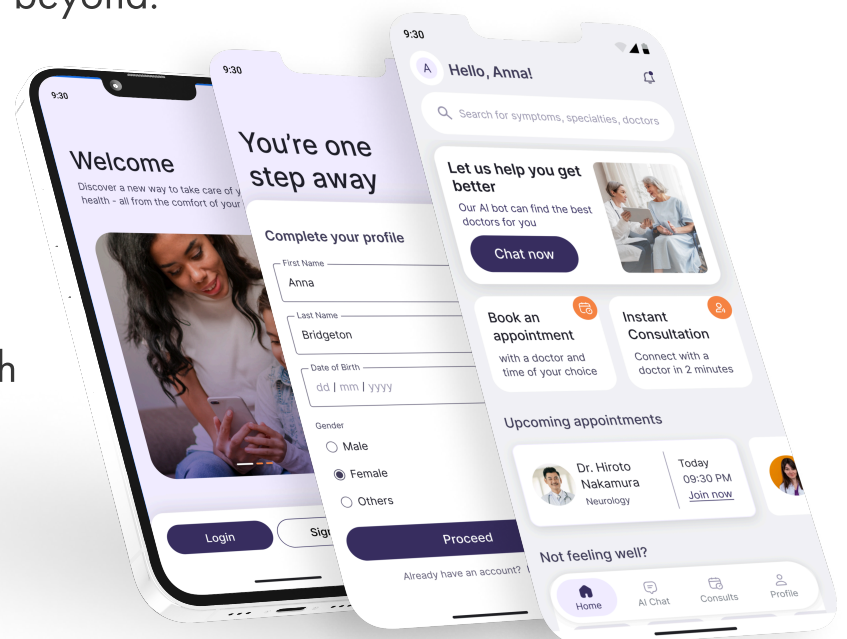 beyond.
h
9:30
Welcome
Discover a new way to take care of
health - all from the comfort of your
Login
9:30
You're one
step away
Complete your profile
First Name
Anna
Last Name
Bridgeton
Date of Birth
dd / mm / yyyy
Gender
Male
Female
Others
Proceed
Already have an account?
9:30
A
Hello, Anna!
Search for symptoms, specialties, doctors
Let us help you get
better
Our AI bot can find the best
doctors for you
Chat now
Book an
appointment
with a doctor and
time of your choice
Instant
Consultation
Connect with a
doctor in 2 minutes
Upcoming appointments
Dr. Hiroto
Nakamura
Neurology
Today
09:30 PM
Join now
Not feeling well?
Home
AI Chat
Consults
Profile